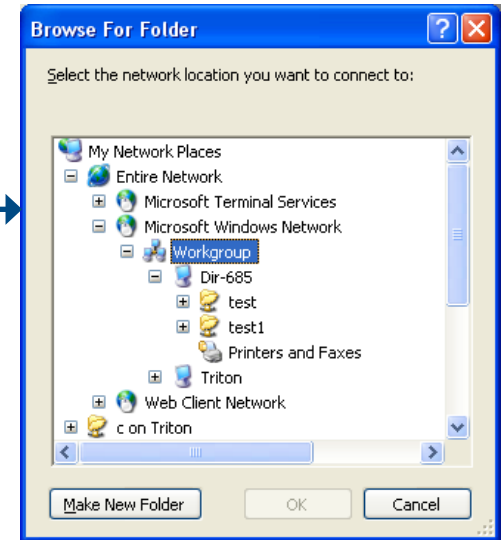 Browse For Folder
Select the network location you want to connect to:
My Network Places
Entire Network
Microsoft Terminal Services
Microsoft Windows Network
Workgroup
Dir-685
test
test1
Printers and Faxes
Triton
Web Client Network
c on Triton
Make New Folder OK Cancel